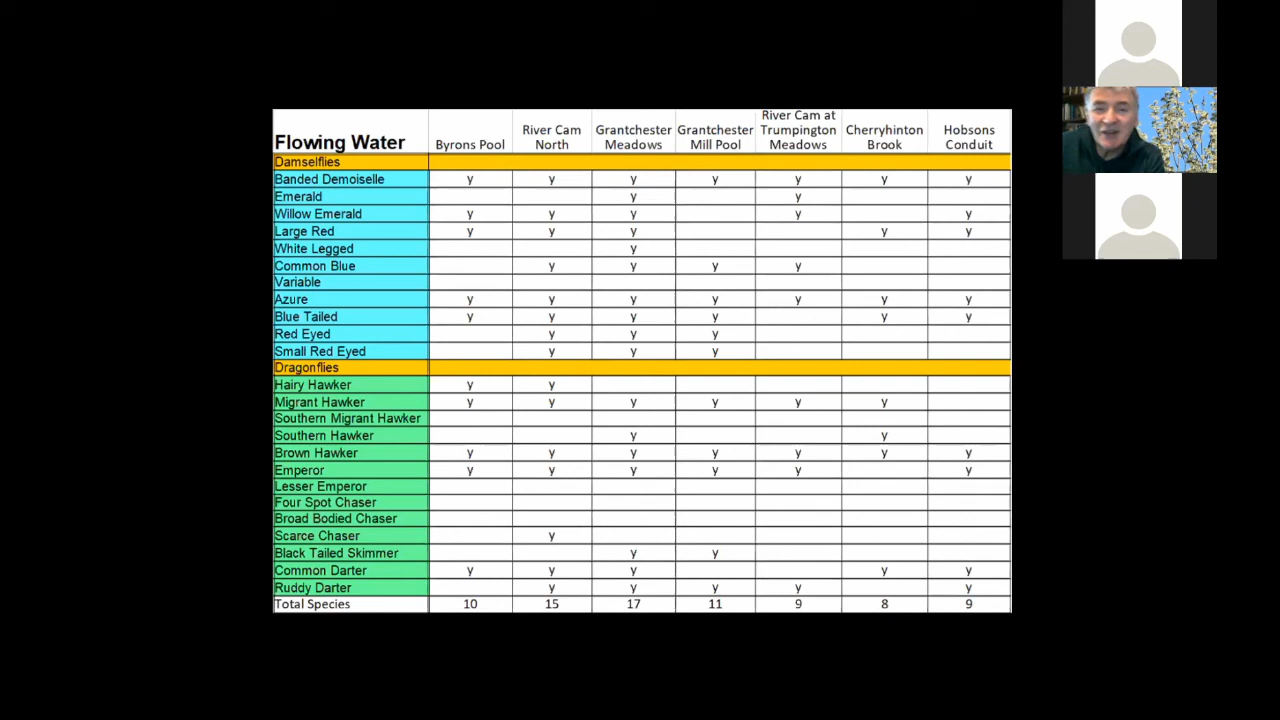 Flowing Water Byrons Pool River Cam North Grantchester Meadows Grantchester Mill Pool River Cam at Trumpington Meadows Cherryhinton Brook Hobsons Conduit
Damselflies
Banded Demoiselle y y y y y y y
Emerald y y
Willow Emerald y y y y y
Large Red y y y y y
White Legged y
Common Blue y y y y
Variable
Azure y y y y y y y
Blue Tailed y y y y y y
Red Eyed y y y
Small Red Eyed y y y
Dragonflies
Hairy Hawker y y
Migrant Hawker y y y y y y
Southern Migrant Hawker
Southern Hawker y y
Brown Hawker y y y y y y y
Emperor y y y y y y
Lesser Emperor
Four Spot Chaser
Broad Bodied Chaser
Scarce Chaser y
Black Tailed Skimmer y y
Common Darter y y y y y
Ruddy Darter y y y y y
Total Species 10 15 17 11 9 8 9